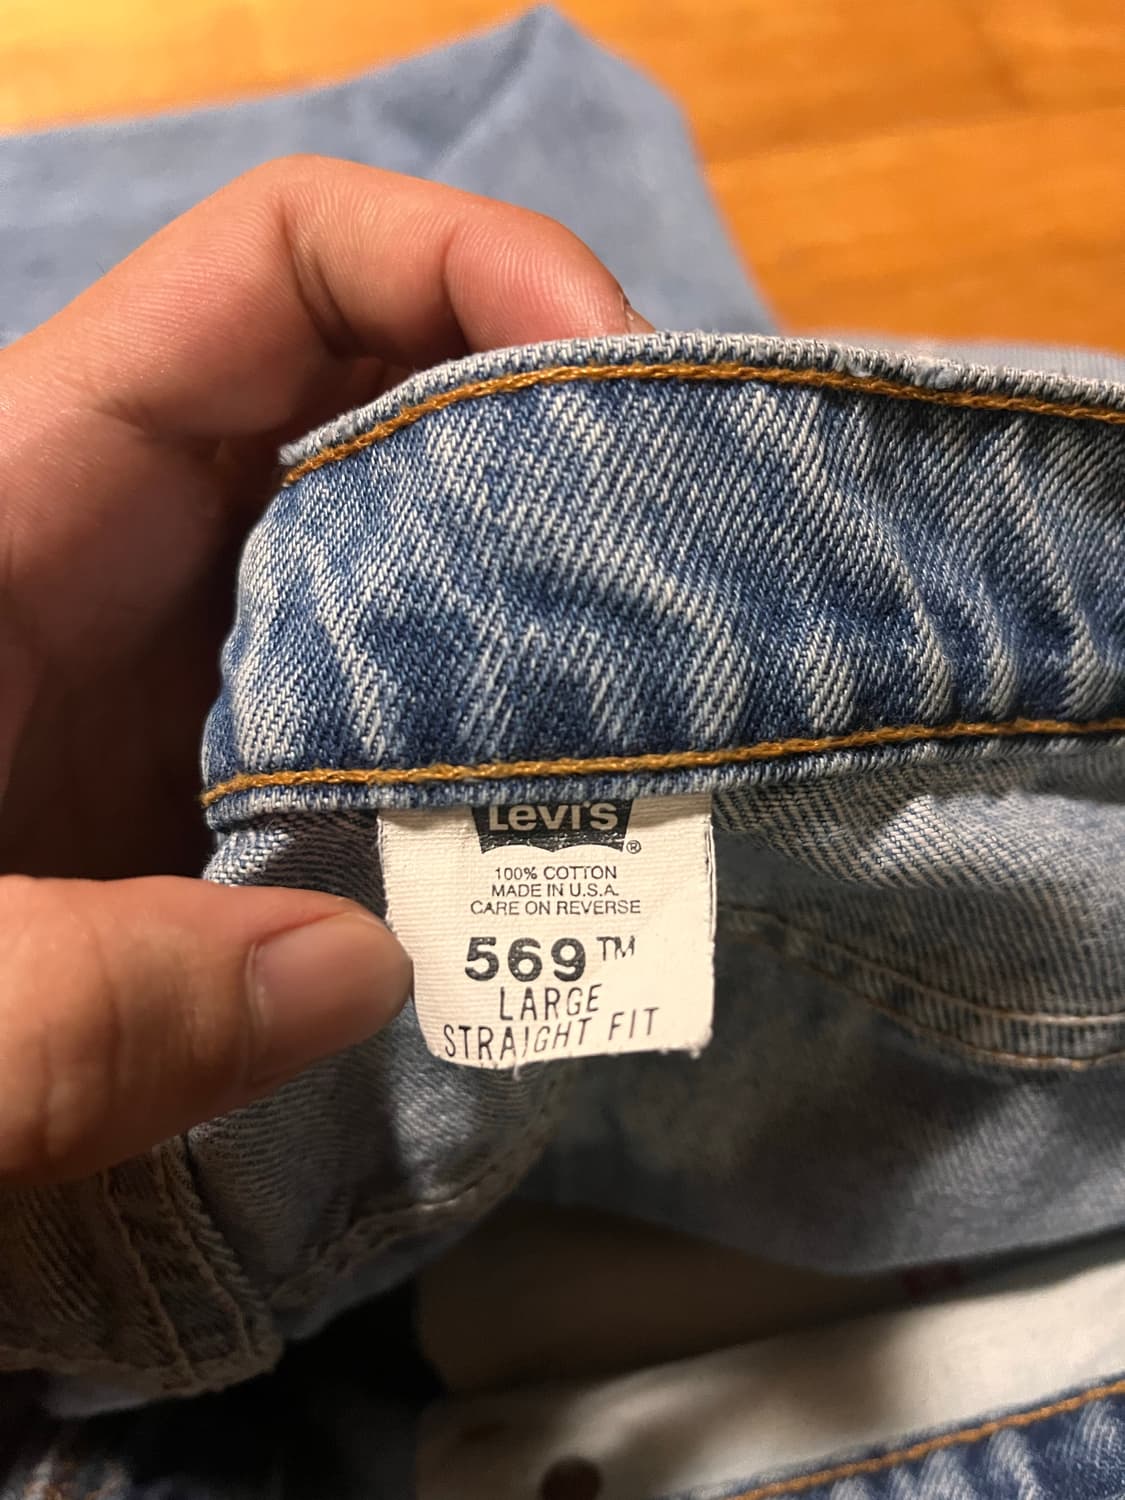 Levi's®
100% COTTON
MADE IN U.S.A.
CARE ON REVERSE
569™
LARGE
STRAIGHT FIT